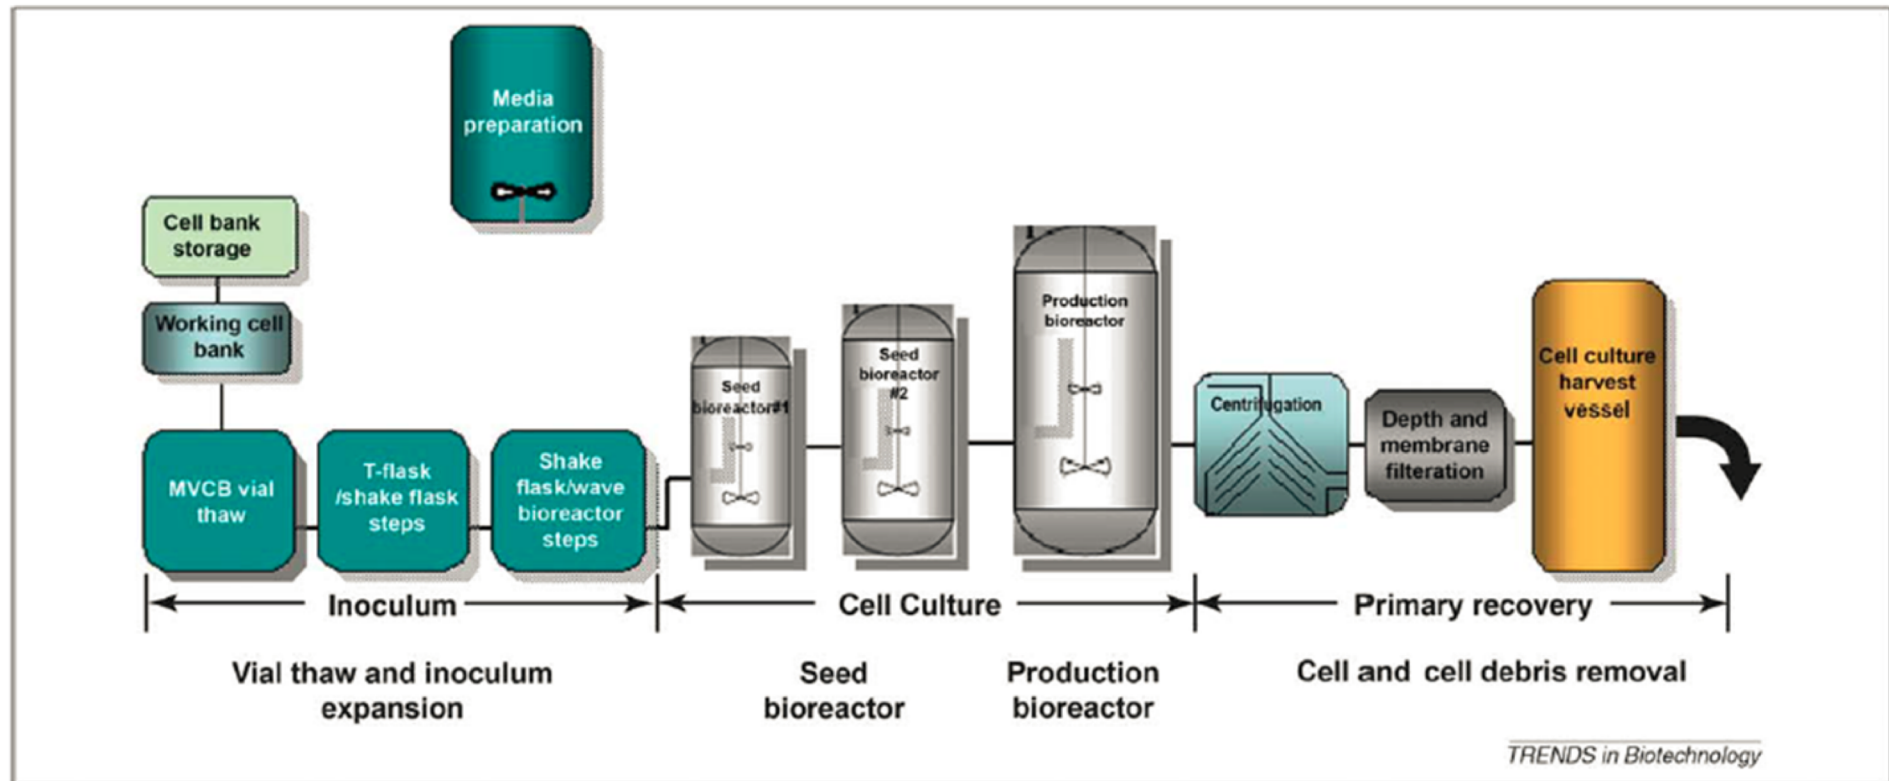 Media
preparation
Cell bank
storage
Working cell
bank
MVCB vial
thaw
T-flask
/shake flask
steps
Shake
flask/wave
bioreactor
steps
Seed
bioreactor#1
Seed
bioreactor
#2
Production
bioreactor
Centrifugation
Depth and
membrane
filteration
Cell culture
harvest
vessel
Inoculum
Cell Culture
Primary recovery
Vial thaw and inoculum
expansion
Seed
bioreactor
Production
bioreactor
Cell and cell debris removal
TRENDS in Biotechnology